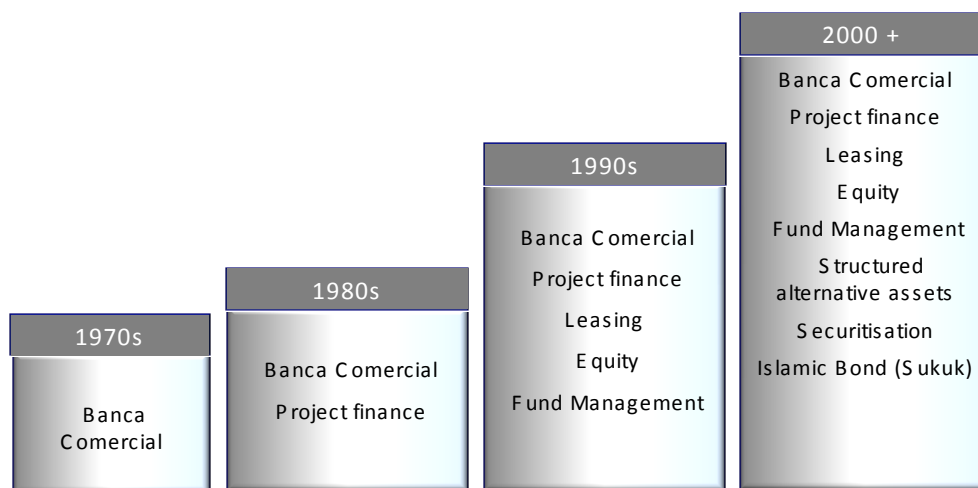 1970s
Banca
Comercial
1980s
Banca Comercial
Project finance
1990s
Banca Comercial
Project finance
Leasing
Equity
Fund Management
2000 +
Banca Comercial
Project finance
Leasing
Equity
Fund Management
Structured
alternative assets
Securitisation
Islamic Bond (Sukuk)